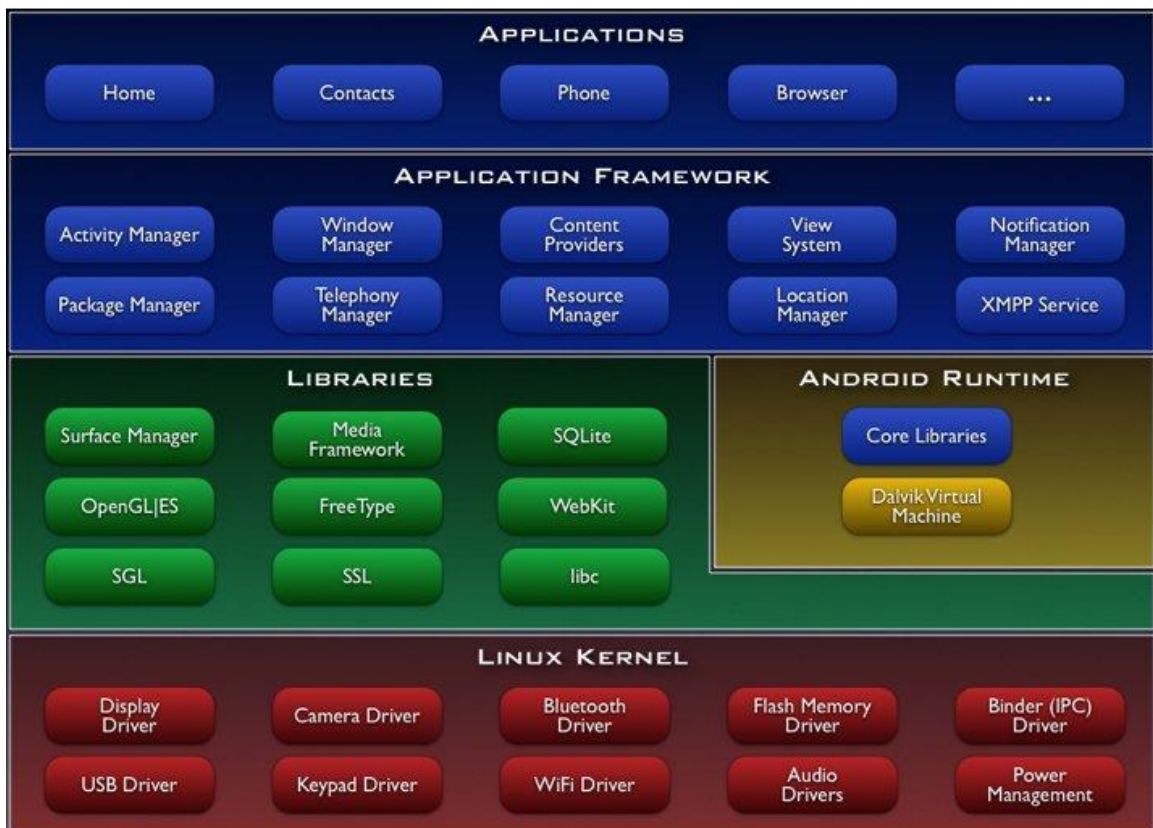 APPLICATIONS
Home
Contacts
Phone
Browser
...
APPLICATION FRAMEWORK
Activity Manager
Window
Manager
Content
Providers
View
System
Notification
Manager
Package Manager
Telephony
Manager
Resource
Manager
Location
Manager
XMPP Service
LIBRARIES
Surface Manager
Media
Framework
SQLite
OpenGL|ES
FreeType
WebKit
SGL
SSL
libc
ANDROID RUNTIME
Core Libraries
Dalvik Virtual
Machine
LINUX KERNEL
Display
Driver
Camera Driver
Bluetooth
Driver
Flash Memory
Driver
Binder (IPC)
Driver
USB Driver
Keypad Driver
WiFi Driver
Audio
Drivers
Power
Management